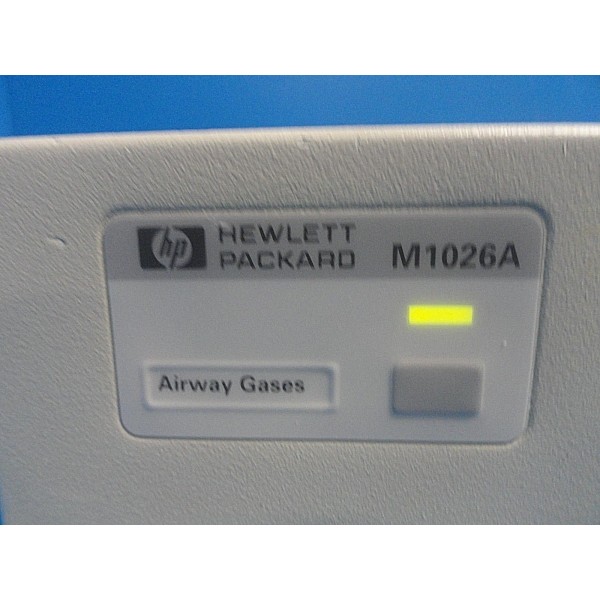 hp HEWLETT
PACKARD M1026A
Airway Gases